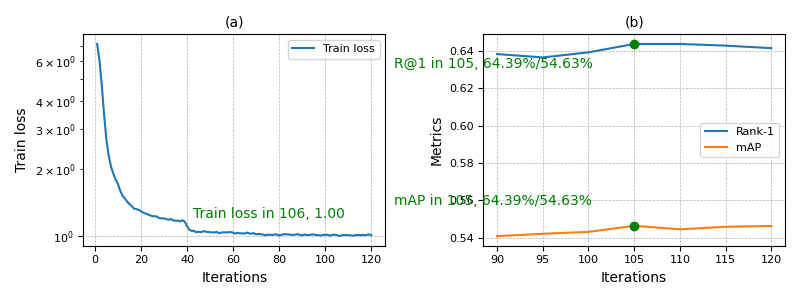 (a)
Train loss
6 × 10⁰
4 × 10⁰
3 × 10⁰
2 × 10⁰
10⁰
Train loss
Train loss in 106, 1.00
0 20 40 60 80 100 120
Iterations
(b)
R@1 in 105, 64.39%/54.63%
mAP in 105, 64.39%/54.63%
Metrics
0.64
0.62
0.60
0.58
0.56
0.54
Rank-1
mAP
90 95 100 105 110 115 120
Iterations